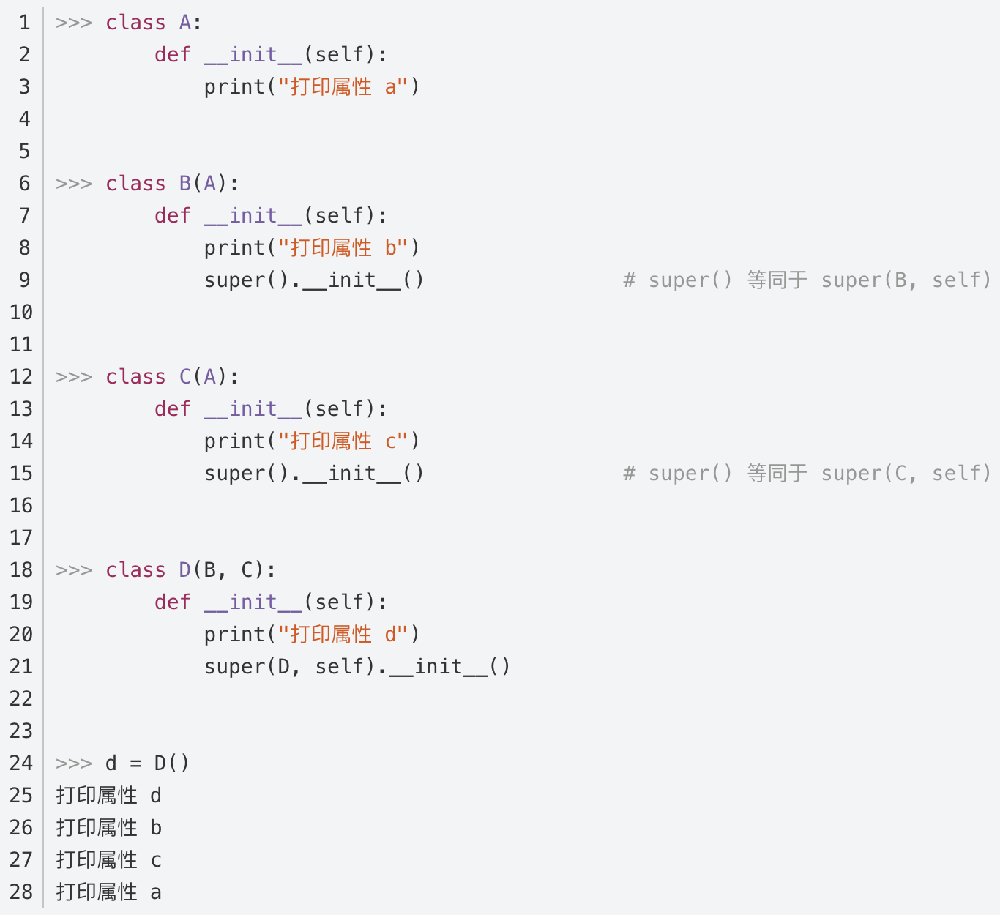 1 >>> class A:
2         def __init__(self):
3             print("打印属性 a")
4
5
6 >>> class B(A):
7         def __init__(self):
8             print("打印属性 b")
9             super().__init__()                # super() 等同于 super(B, self)
10
11
12 >>> class C(A):
13         def __init__(self):
14             print("打印属性 c")
15             super().__init__()                # super() 等同于 super(C, self)
16
17
18 >>> class D(B, C):
19         def __init__(self):
20             print("打印属性 d")
21             super(D, self).__init__()
22
23
24 >>> d = D()
25 打印属性 d
26 打印属性 b
27 打印属性 c
28 打印属性 a